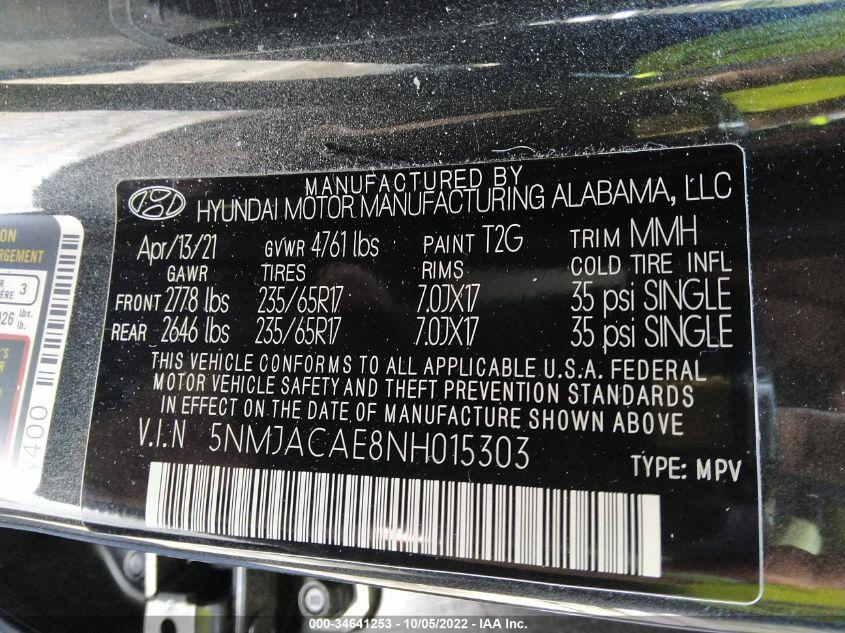 MANUFACTURED BY
HYUNDAI MOTOR MANUFACTURING ALABAMA, LLC
Apr/13/21 GVWR 4761 lbs PAINT T2G TRIM MMH
GAWR TIRES RIMS COLD TIRE INFL
FRONT 2778 lbs 235/65R17 7.0JX17 35 psi SINGLE
REAR 2646 lbs 235/65R17 7.0JX17 35 psi SINGLE
THIS VEHICLE CONFORMS TO ALL APPLICABLE U.S.A. FEDERAL
MOTOR VEHICLE SAFETY AND THEFT PREVENTION STANDARDS
IN EFFECT ON THE DATE OF MANUFACTURE SHOWN ABOVE
V.I.N 5NMJACAE8NH015303
TYPE: MPV
3
lbs.
lb.
V400
000-34641253 - 10/05/2022 - IAA Inc.